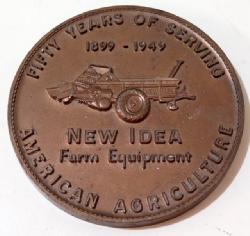 FIFTY YEARS OF SERVING
1899 - 1949
NEW IDEA
Farm Equipment
AMERICAN AGRICULTURE